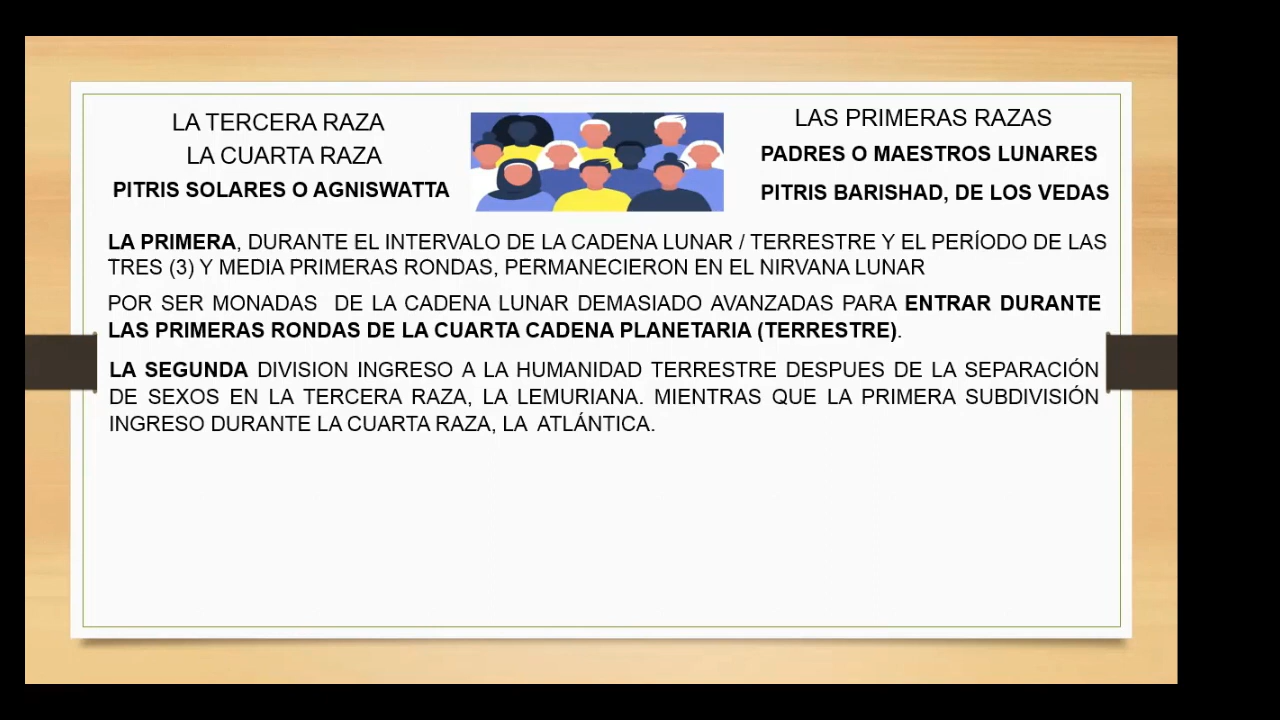 LA TERCERA RAZA
LA CUARTA RAZA
PITRIS SOLARES O AGNISWATTA
LAS PRIMERAS RAZAS
PADRES O MAESTROS LUNARES
PITRIS BARISHAD, DE LOS VEDAS
LA PRIMERA, DURANTE EL INTERVALO DE LA CADENA LUNAR / TERRESTRE Y EL PERÍODO DE LAS
TRES (3) Y MEDIA PRIMERAS RONDAS, PERMANECIERON EN EL NIRVANA LUNAR
POR SER MONADAS DE LA CADENA LUNAR DEMASIADO AVANZADAS PARA ENTRAR DURANTE
LAS PRIMERAS RONDAS DE LA CUARTA CADENA PLANETARIA (TERRESTRE).
LA SEGUNDA DIVISION INGRESO A LA HUMANIDAD TERRESTRE DESPUES DE LA SEPARACIÓN
DE SEXOS EN LA TERCERA RAZA, LA LEMURIANA. MIENTRAS QUE LA PRIMERA SUBDIVISIÓN
INGRESO DURANTE LA CUARTA RAZA, LA ATLÁNTICA.